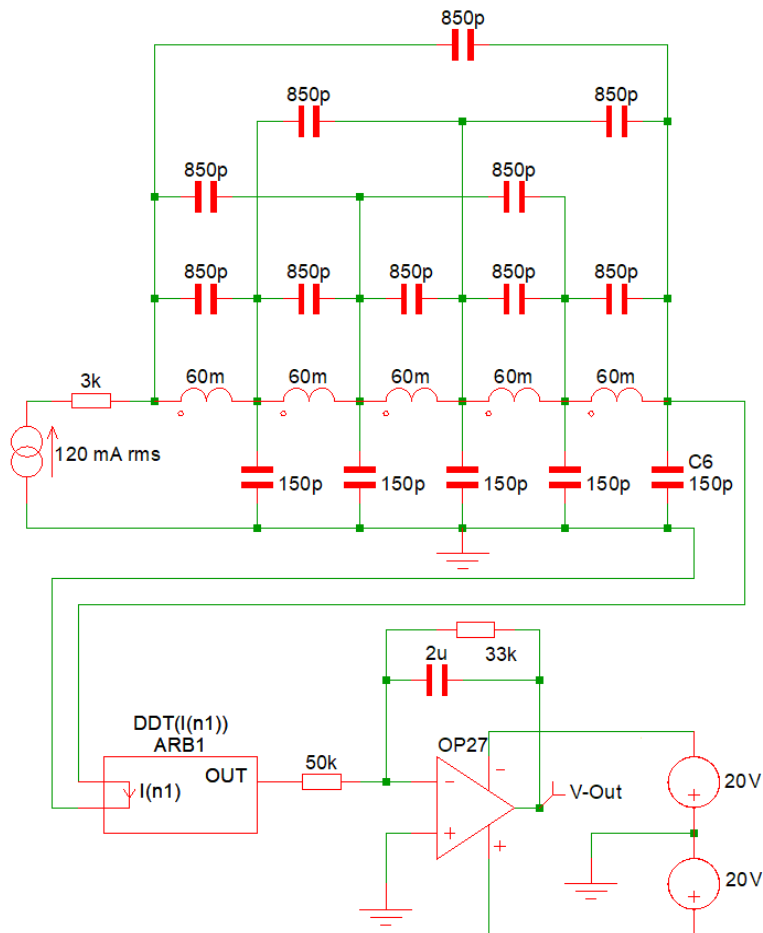 850p
850p
850p
850p
850p
850p
850p
850p
850p
850p
3k
60m
60m
60m
60m
60m
120 mA rms
C6
150p
150p
150p
150p
150p
2u
33k
DDT(I(n1))
ARB1
OUT
I(n1)
50k
OP27
V-Out
20V
20V